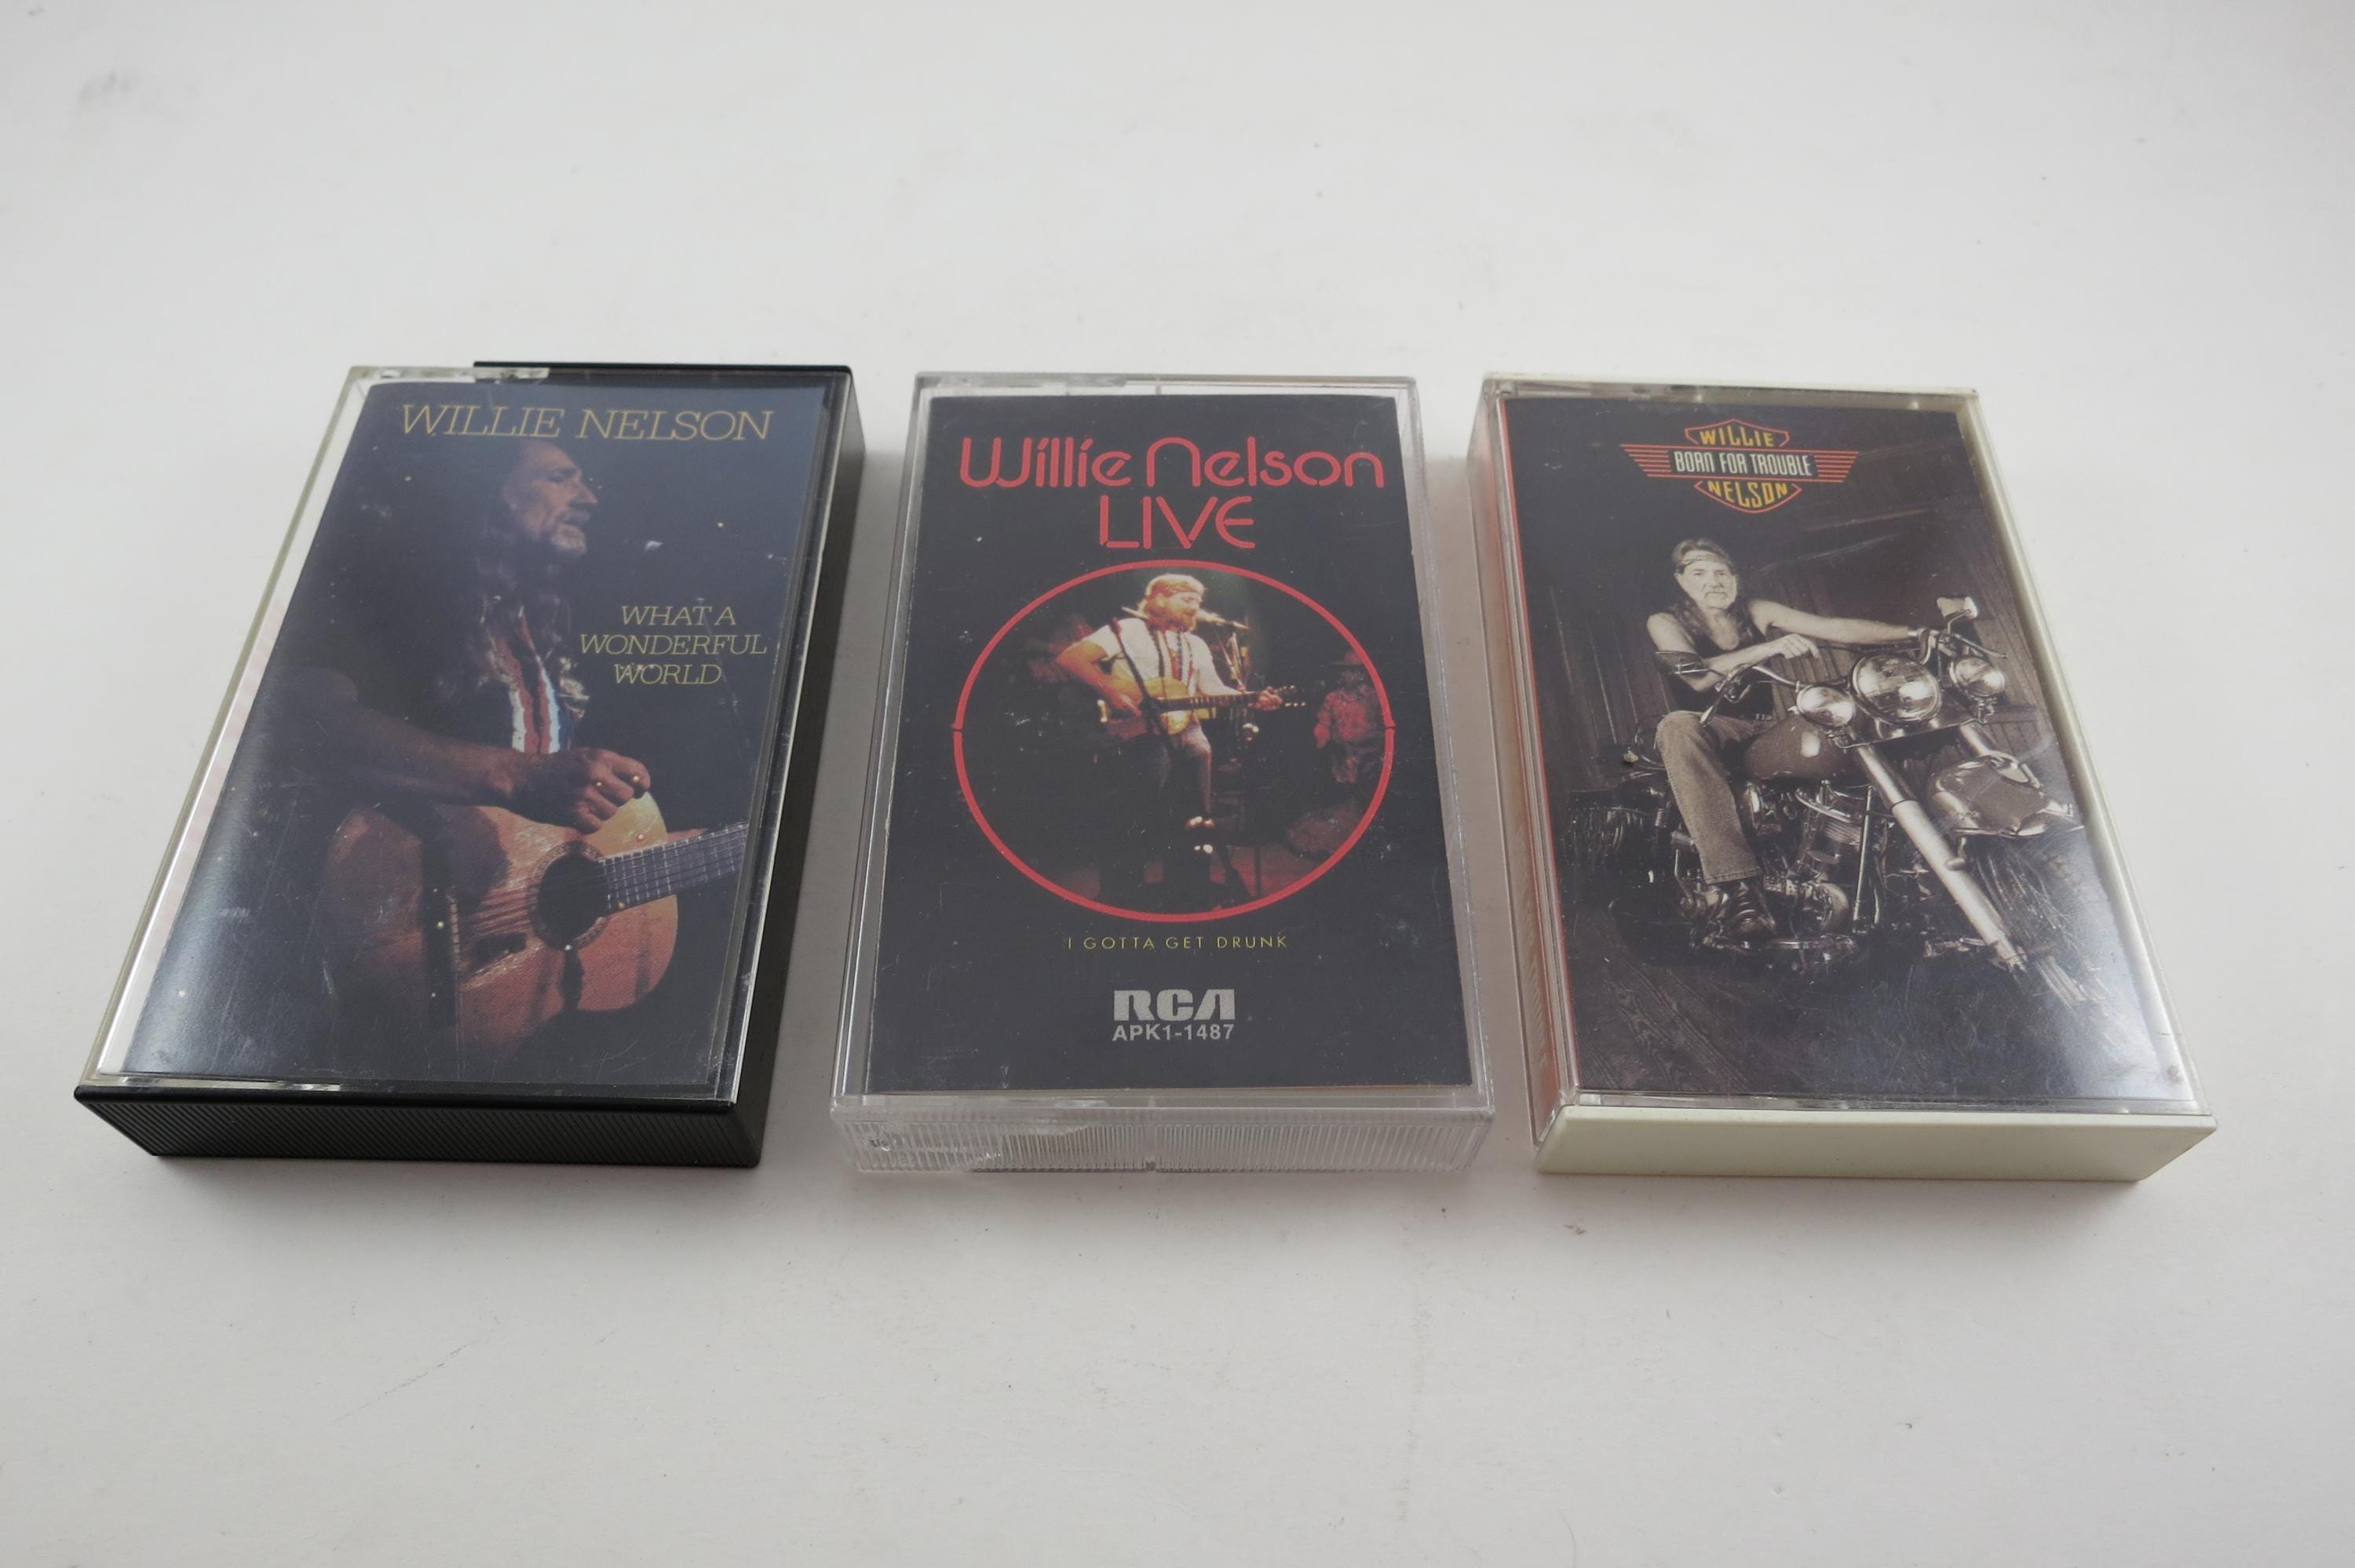 WILLIE NELSON
WHAT A
WONDERFUL
WORLD
Willie Nelson
LIVE
I GOTTA GET DRUNK
RCA
APK1-1487
WILLIE
BORN FOR TROUBLE
NELSON